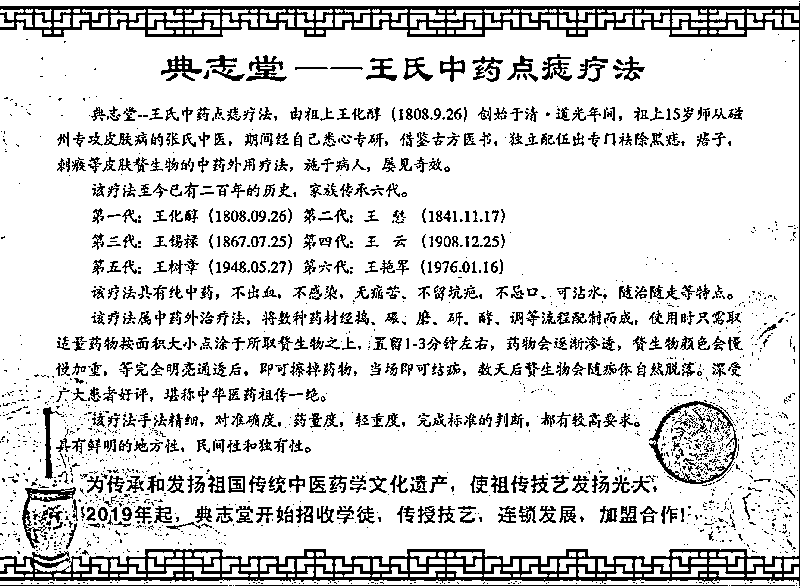 典志堂——王氏中药点痣疗法
典志堂--王氏中药点痣疗法，由祖上王化醇（1808.9.26）创始于清·道光年间，祖上15岁师从磁
州专攻皮肤病的张氏中医，期间经自己悉心专研，借鉴古方医书，独立配伍出专门祛除黑痣，瘊子，
刺瘊等皮肤赘生物的中药外用疗法，施于病人，屡见奇效。
该疗法至今已有二百年的历史，家族传承六代。
第一代：王化醇（1808.09.26）第二代：王 愁 （1841.11.17）
第三代：王锡禄（1867.07.25）第四代：王 云 （1908.12.25）
第五代：王树章（1948.05.27）第六代：王艳军（1976.01.16）
该疗法具有纯中药，不出血，不感染，无痛苦、不留坑疤，不忌口、可沾水，随治随走等特点。
该疗法属中药外治疗法，将数种药材经捣、碾、磨、研、酵、调等流程配制而成，使用时只需取
适量药物按面积大小点涂于所取赘生物之上，置留1-3分钟左右，药物会逐渐渗透，赘生物颜色会慢
慢加重，等完全明亮通透后，即可擦掉药物，当场即可结痂，数天后赘生物会随痂体自然脱落。深受
广大患者好评，堪称中华医药祖传一绝。
该疗法手法精细，对准确度，药量度，轻重度，完成标准的判断，都有较高要求。
具有鲜明的地方性，民间性和独有性。
为传承和发扬祖国传统中医药学文化遗产，使祖传技艺发扬光大，
2019年起，典志堂开始招收学徒，传授技艺，连锁发展，加盟合作！